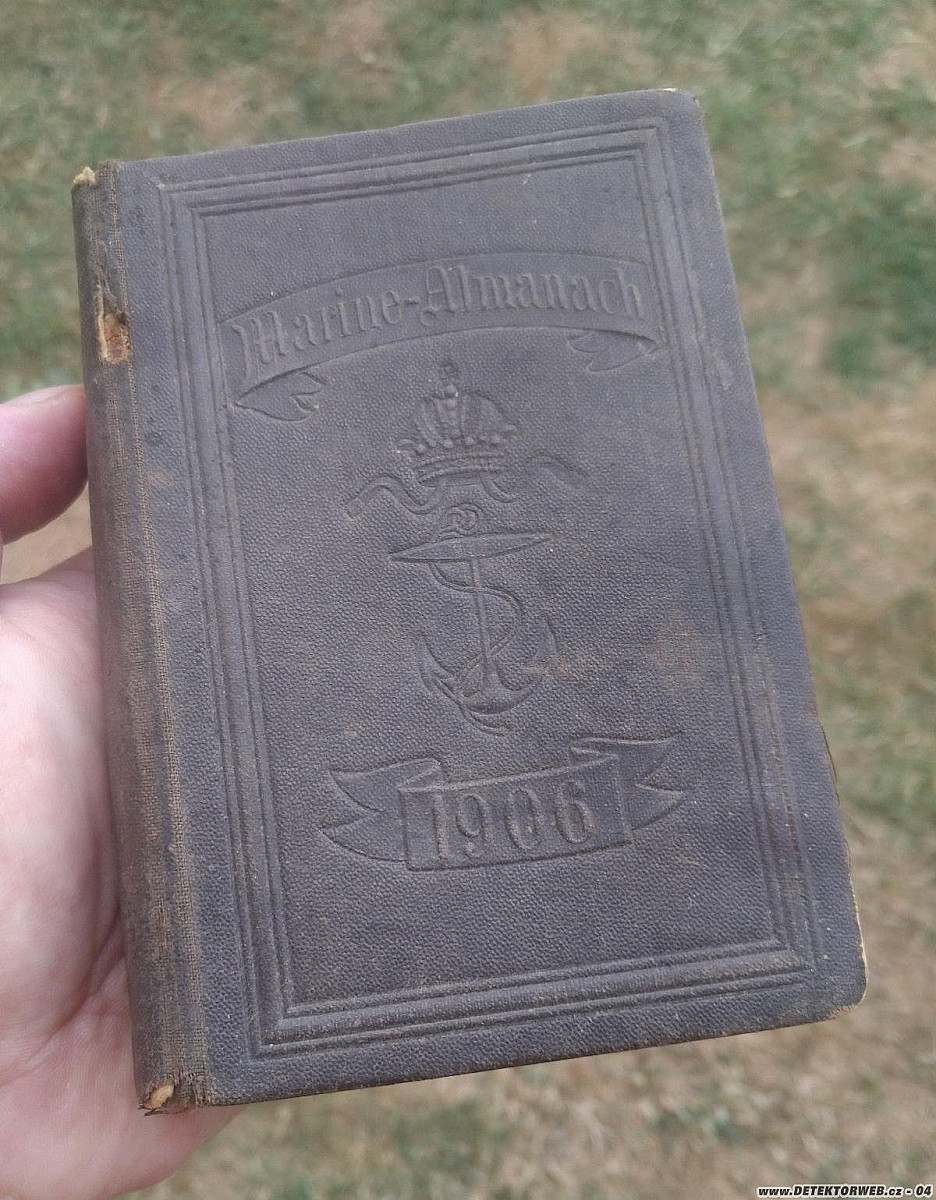 Marine-Almanach
1906
www.DETEKTORWEB.cz - 04